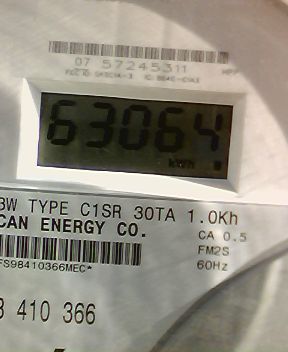 07 57245311
63064
kWh
3W TYPE C1SR 30TA 1.0Kh
CAN ENERGY CO.
CA 0.5
FM2S
60Hz
FS98410366MEC*
410 366